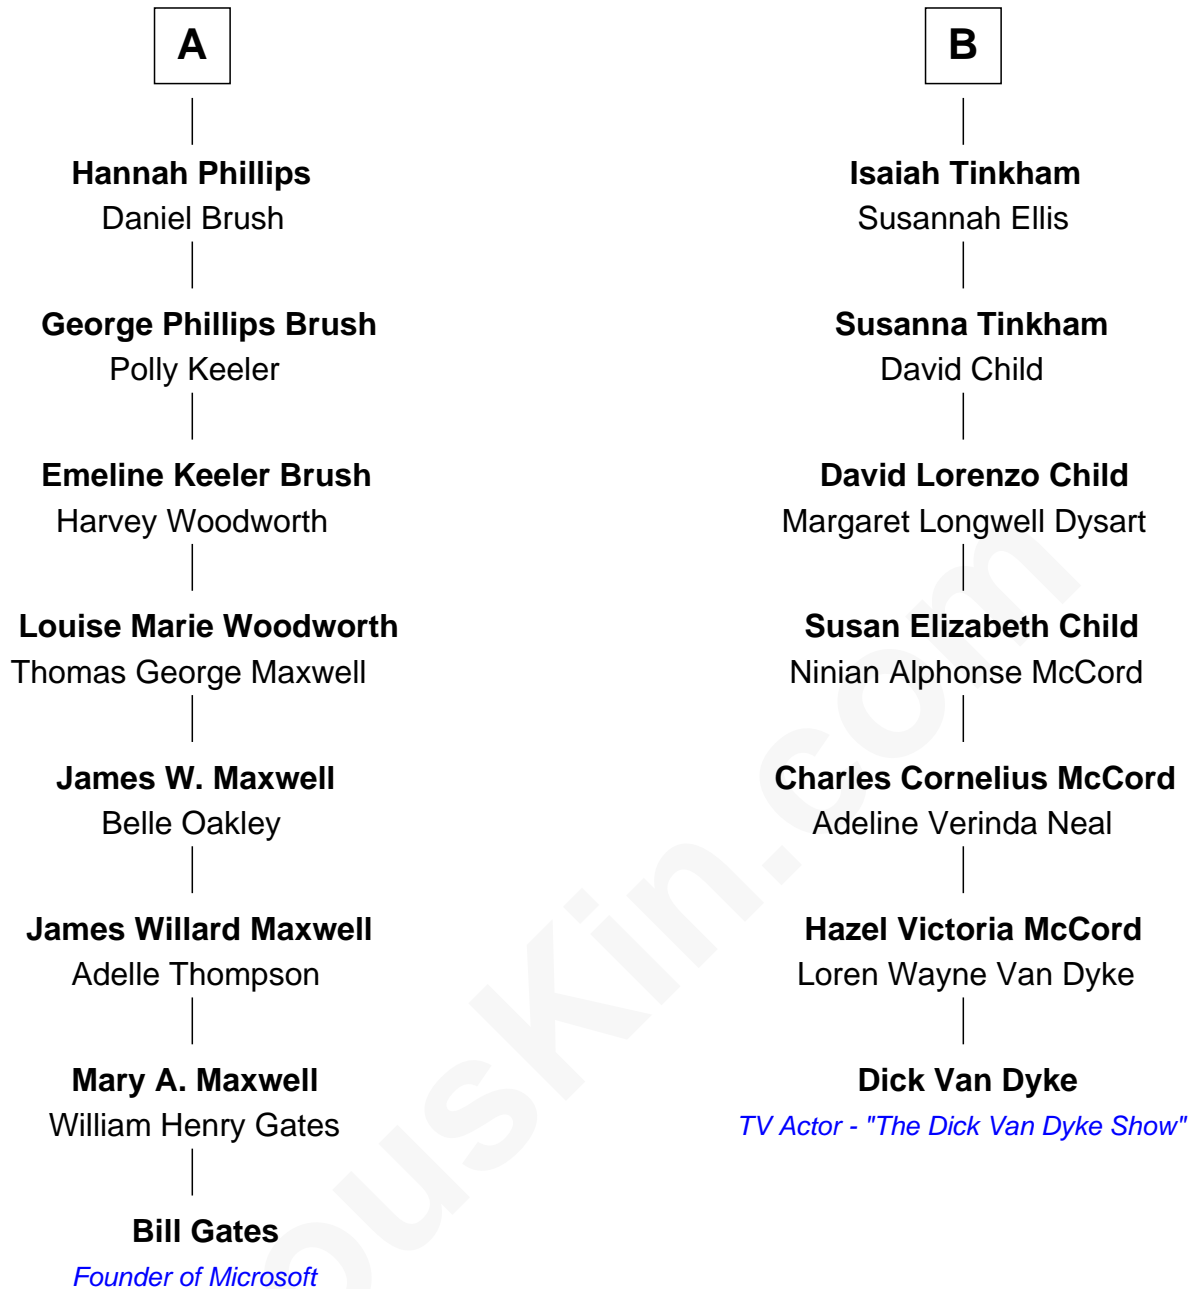 A
Hannah Phillips
Daniel Brush
George Phillips Brush
Polly Keeler
Emeline Keeler Brush
Harvey Woodworth
Louise Marie Woodworth
Thomas George Maxwell
James W. Maxwell
Belle Oakley
James Willard Maxwell
Adelle Thompson
Mary A. Maxwell
William Henry Gates
Bill Gates
Founder of Microsoft
B
Isaiah Tinkham
Susannah Ellis
Susanna Tinkham
David Child
David Lorenzo Child
Margaret Longwell Dysart
Susan Elizabeth Child
Ninian Alphonse McCord
Charles Cornelius McCord
Adeline Verinda Neal
Hazel Victoria McCord
Loren Wayne Van Dyke
Dick Van Dyke
TV Actor - "The Dick Van Dyke Show"
ousKin.com